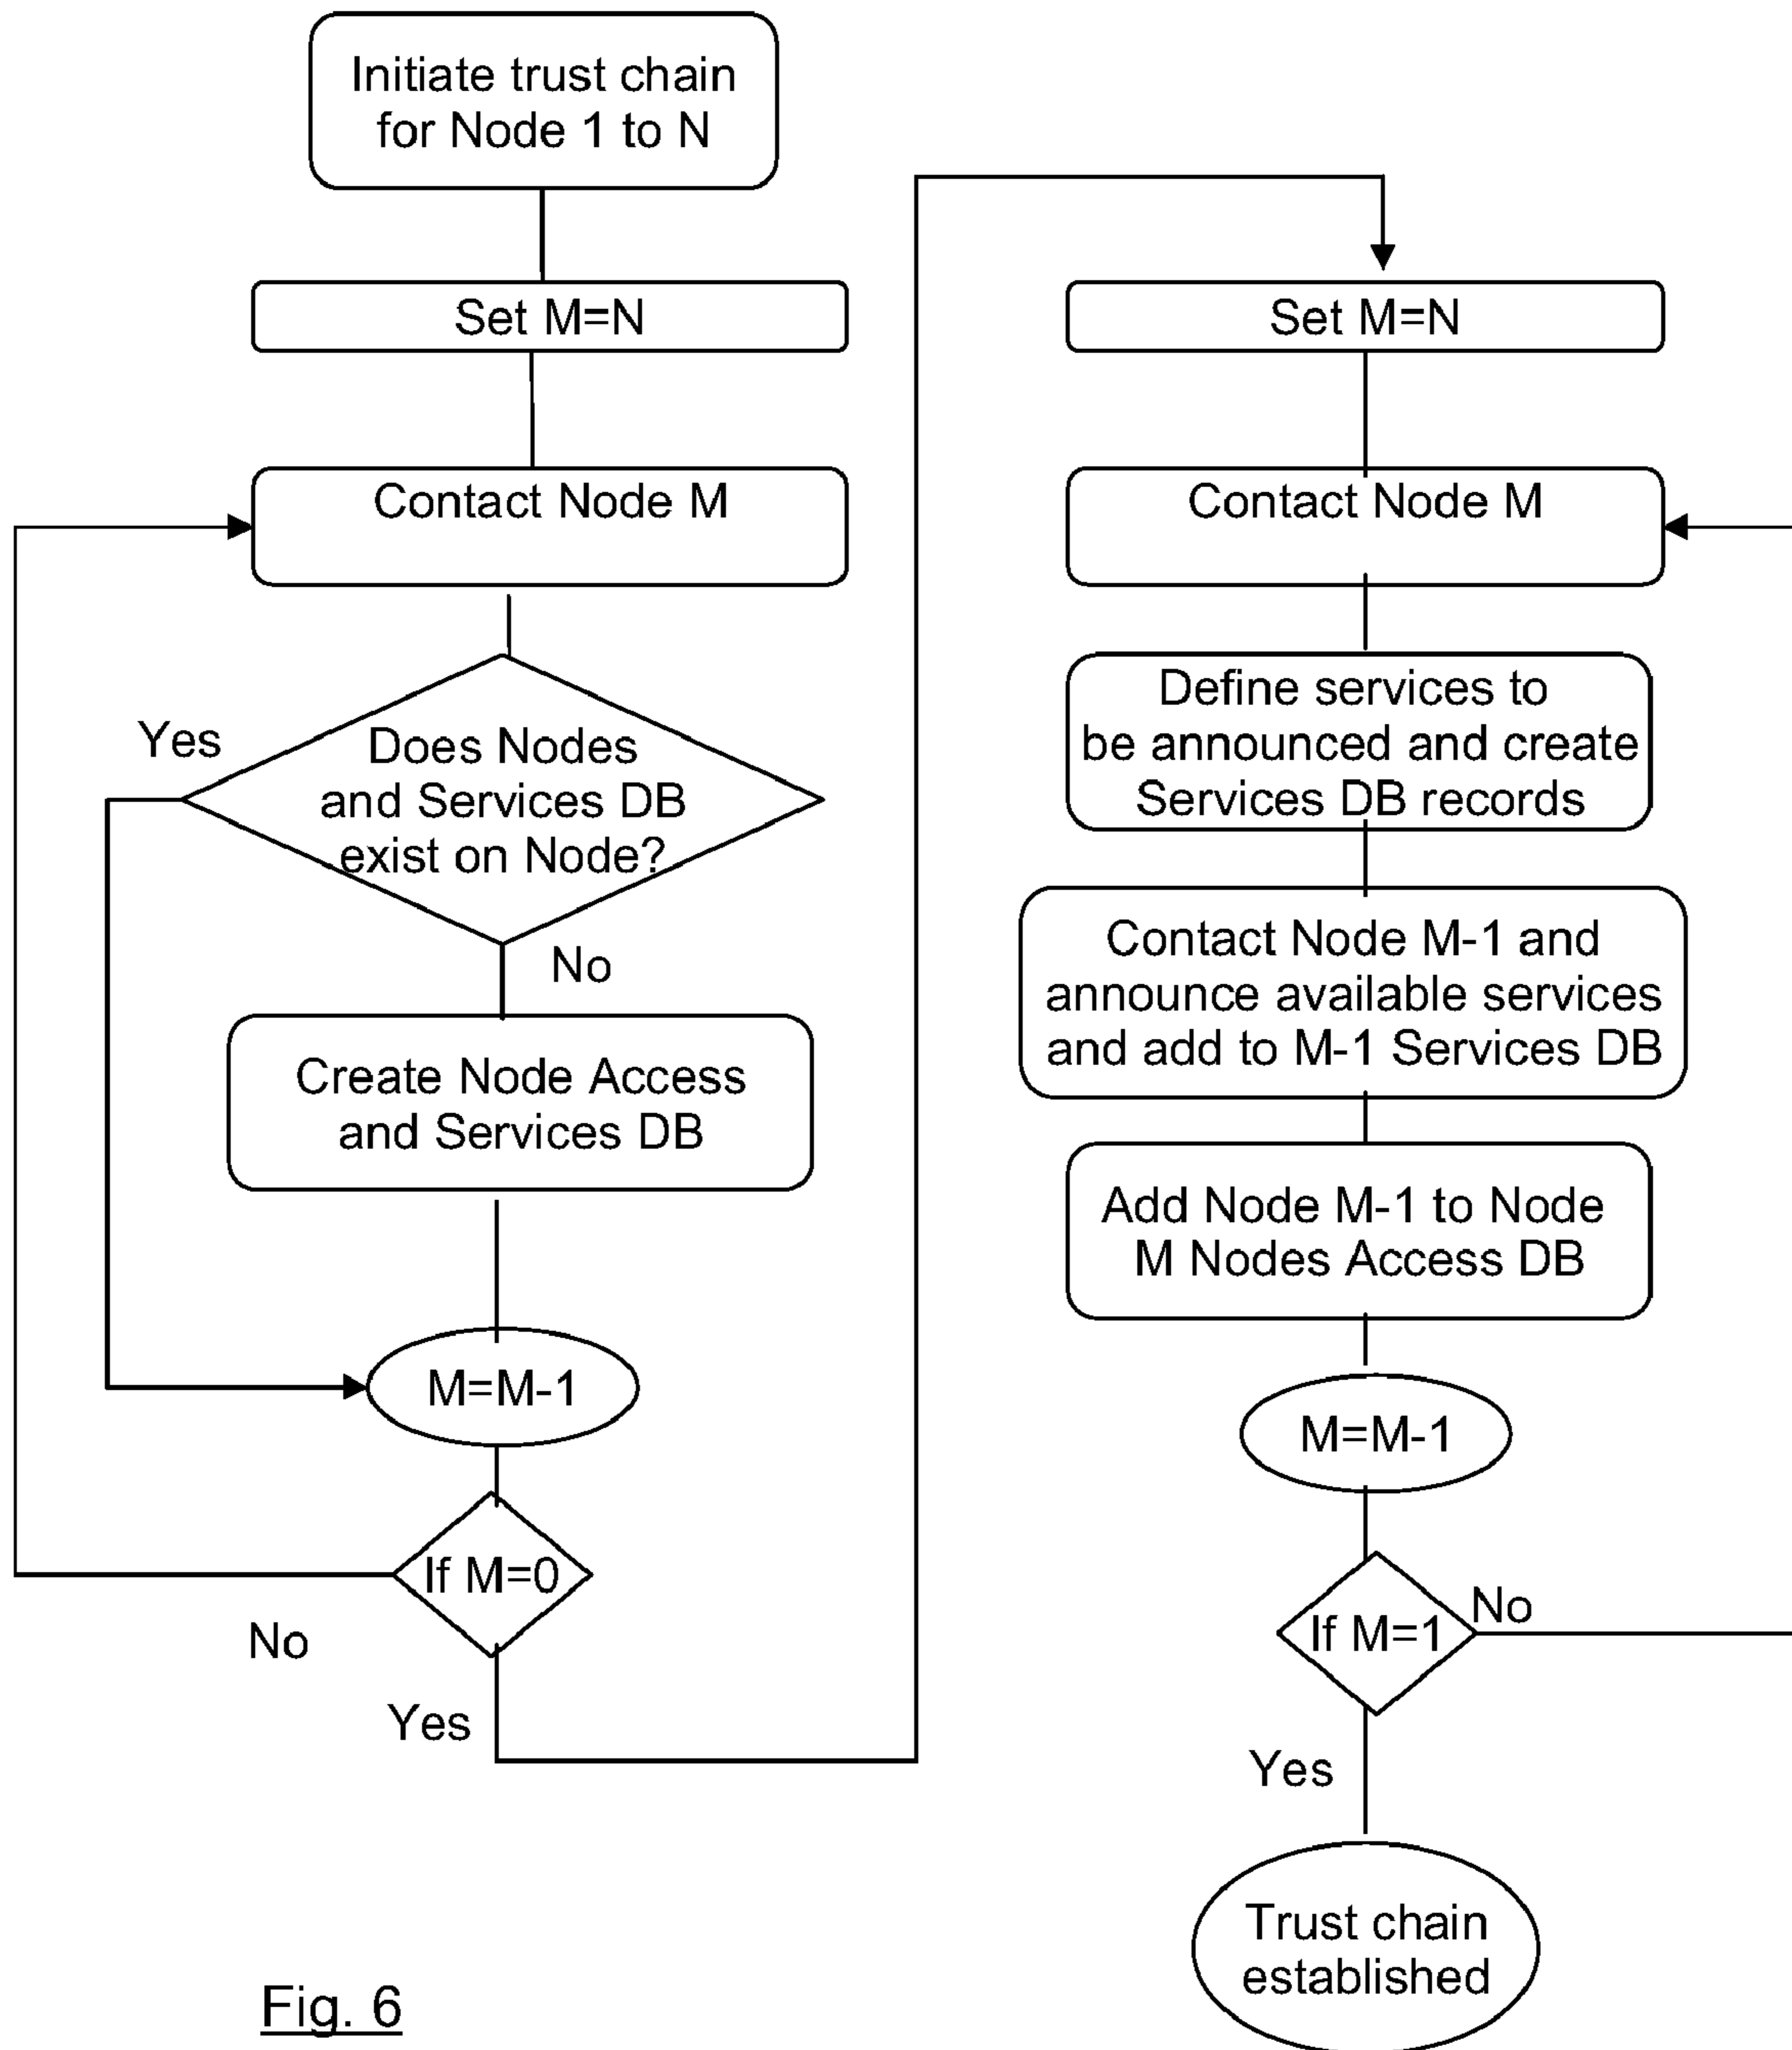 Initiate trust chain
for Node 1 to N
Set M=N
Contact Node M
Yes
Does Nodes
and Services DB
exist on Node?
No
Create Node Access
and Services DB
M=M-1
If M=0
No
Yes
Set M=N
Contact Node M
Define services to
be announced and create
Services DB records
Contact Node M-1 and
announce available services
and add to M-1 Services DB
Add Node M-1 to Node
M Nodes Access DB
M=M-1
If M=1
No
Yes
Trust chain
established
Fig. 6